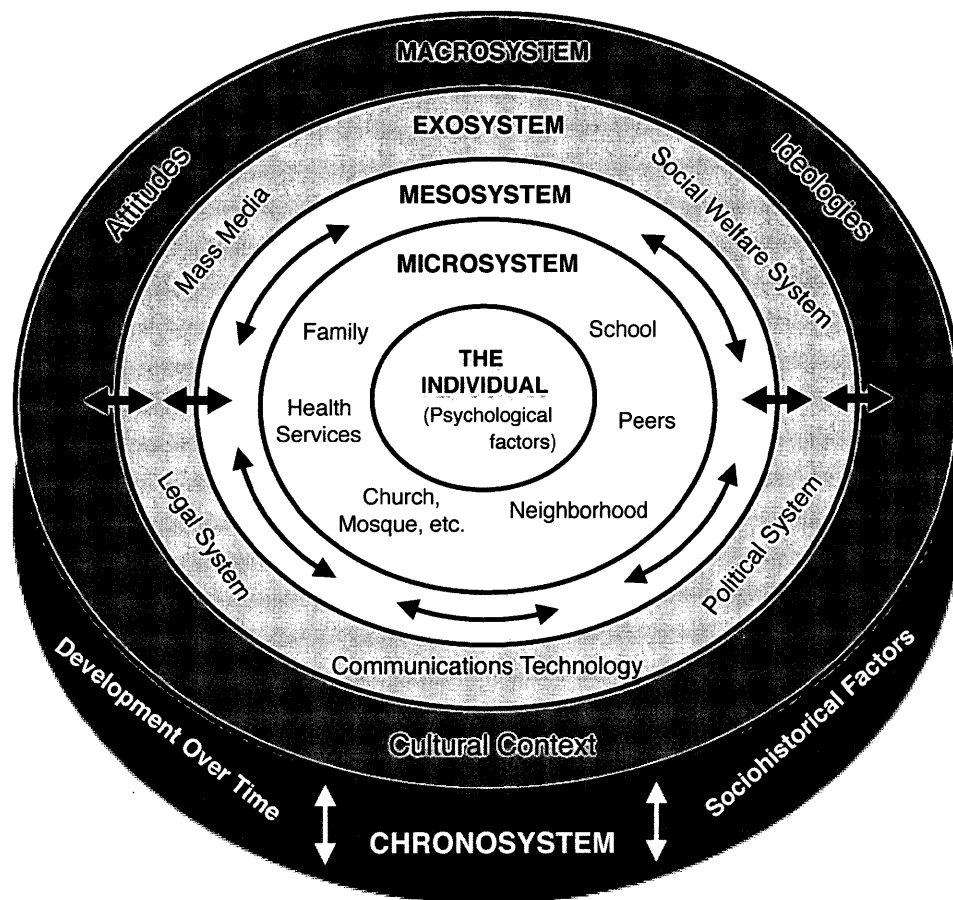 MACROSYSTEM
EXOSYSTEM
Attitudes
Ideologies
Mass Media
Social Welfare System
MESOSYSTEM
MICROSYSTEM
Family
School
THE
INDIVIDUAL
(Psychological
factors)
Health
Services
Peers
Church,
Mosque, etc.
Neighborhood
Legal System
Political System
Communications Technology
Cultural Context
Development Over Time
Sociohistorical Factors
CHRONOSYSTEM